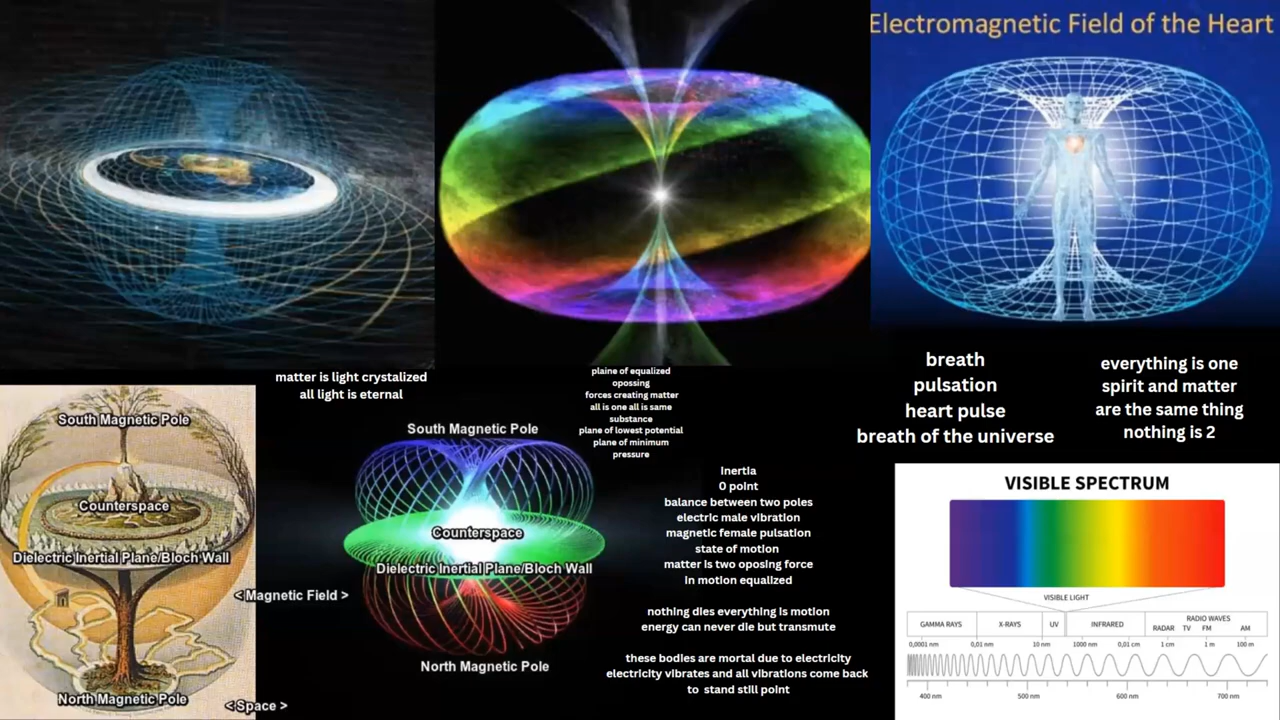 Electromagnetic Field of the Heart
matter is light crystalized
all light is eternal
plaine of equalized
opossing
forces creating matter
all is one all is same
substance
plane of lowest potential
plane of minimum
pressure
breath
pulsation
heart pulse
breath of the universe
everything is one
spirit and matter
are the same thing
nothing is 2
South Magnetic Pole
Counterspace
Dielectric Inertial Plane/Bloch Wall
North Magnetic Pole
< Magnetic Field >
< Space >
South Magnetic Pole
Counterspace
Dielectric Inertial Plane/Bloch Wall
North Magnetic Pole
Inertia
0 point
balance between two poles
electric male vibration
magnetic female pulsation
state of motion
matter is two oposing force
in motion equalized
nothing dies everything is motion
energy can never die but transmute
these bodies are mortal due to electricity
electricity vibrates and all vibrations come back
to stand still point
VISIBLE SPECTRUM
VISIBLE LIGHT
GAMMA RAYS X-RAYS UV INFRARED RADIO WAVES
RADAR TV FM AM
0,0001 nm 0,01 nm 10 nm 1000 nm 0,01 cm 1 cm 1 m 100 m
400 nm 500 nm 600 nm 700 nm